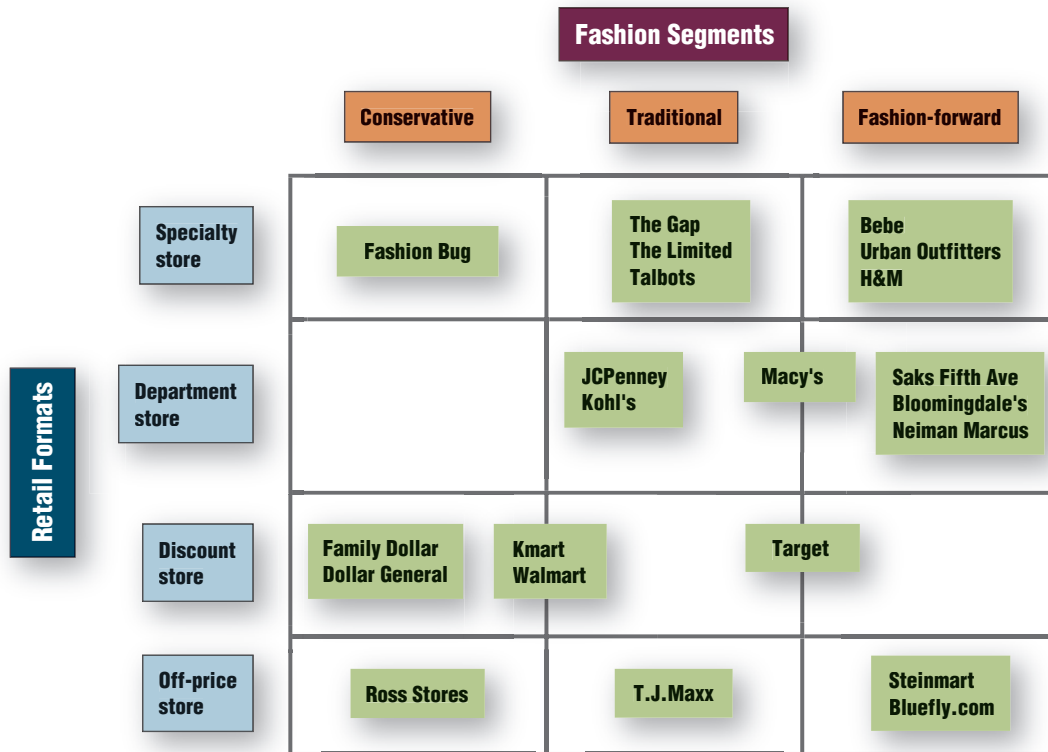 Fashion Segments
Conservative
Traditional
Fashion-forward
Retail Formats
Specialty
store
Fashion Bug
The Gap
The Limited
Talbots
Bebe
Urban Outfitters
H&M
Department
store
JCPenney
Kohl's
Macy's
Saks Fifth Ave
Bloomingdale's
Neiman Marcus
Discount
store
Family Dollar
Dollar General
Kmart
Walmart
Target
Off-price
store
Ross Stores
T.J.Maxx
Steinmart
Bluefly.com